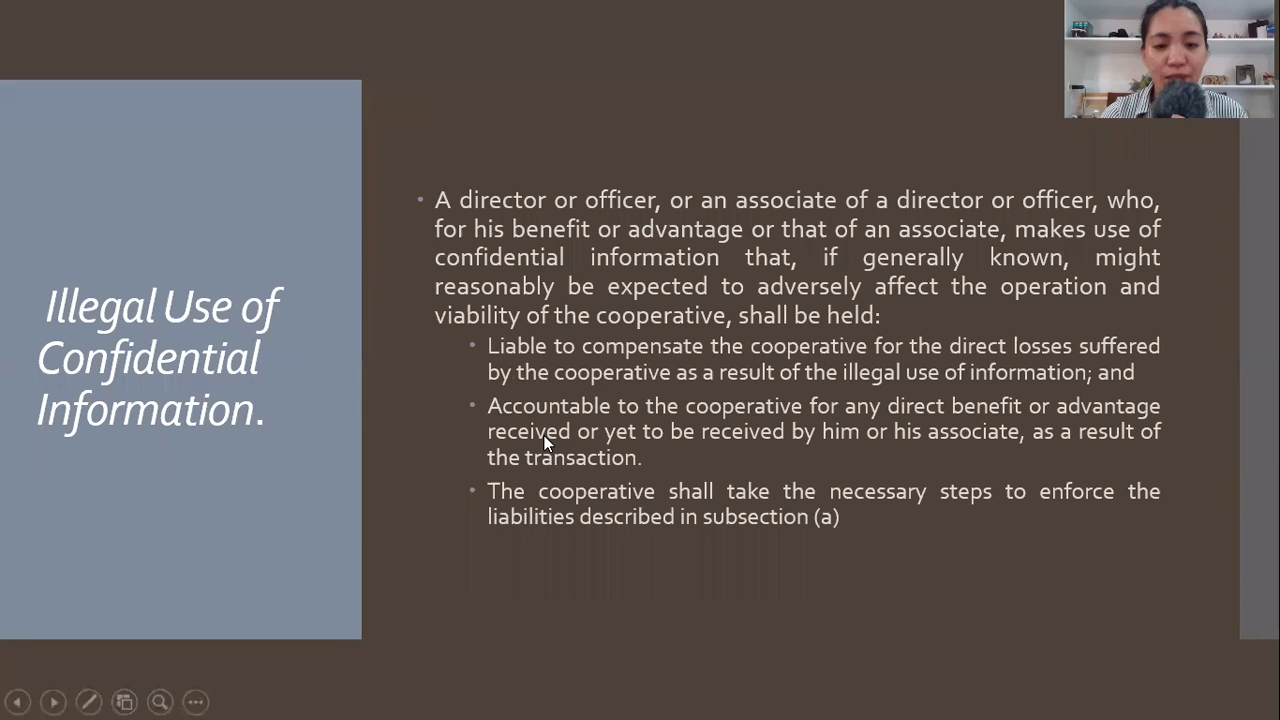 Illegal Use of
Confidential
Information.
A director or officer, or an associate of a director or officer, who,
for his benefit or advantage or that of an associate, makes use of
confidential information that, if generally known, might
reasonably be expected to adversely affect the operation and
viability of the cooperative, shall be held:
Liable to compensate the cooperative for the direct losses suffered
by the cooperative as a result of the illegal use of information; and
Accountable to the cooperative for any direct benefit or advantage
received or yet to be received by him or his associate, as a result of
the transaction.
The cooperative shall take the necessary steps to enforce the
liabilities described in subsection (a)